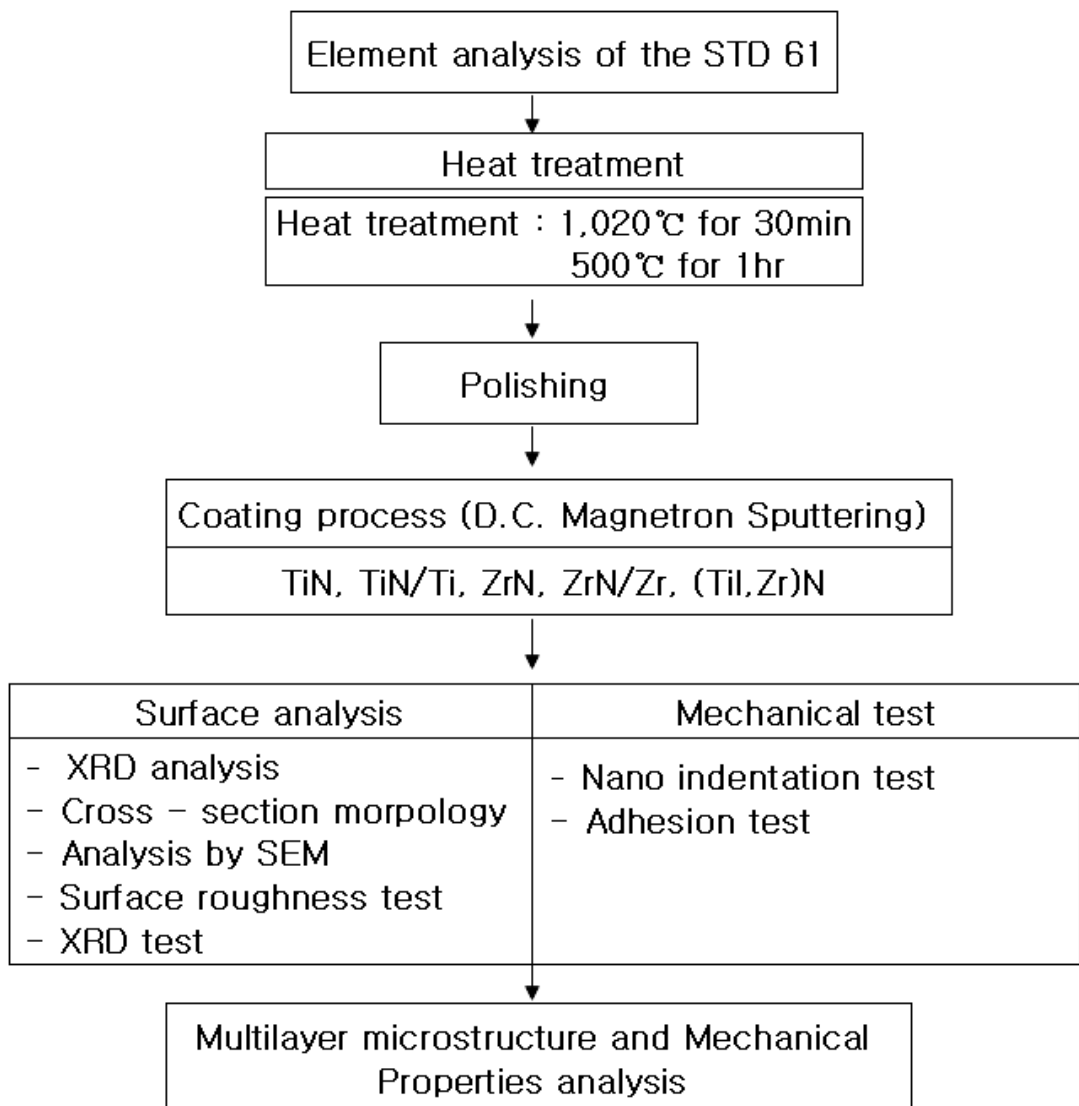 Element analysis of the STD 61
Heat treatment
Heat treatment : 1,020℃ for 30min
500℃ for 1hr
Polishing
Coating process (D.C. Magnetron Sputtering)
TiN, TiN/Ti, ZrN, ZrN/Zr, (TiI,Zr)N
Surface analysis
- XRD analysis
- Cross - section morpology
- Analysis by SEM
- Surface roughness test
- XRD test
Mechanical test
- Nano indentation test
- Adhesion test
Multilayer microstructure and Mechanical
Properties analysis